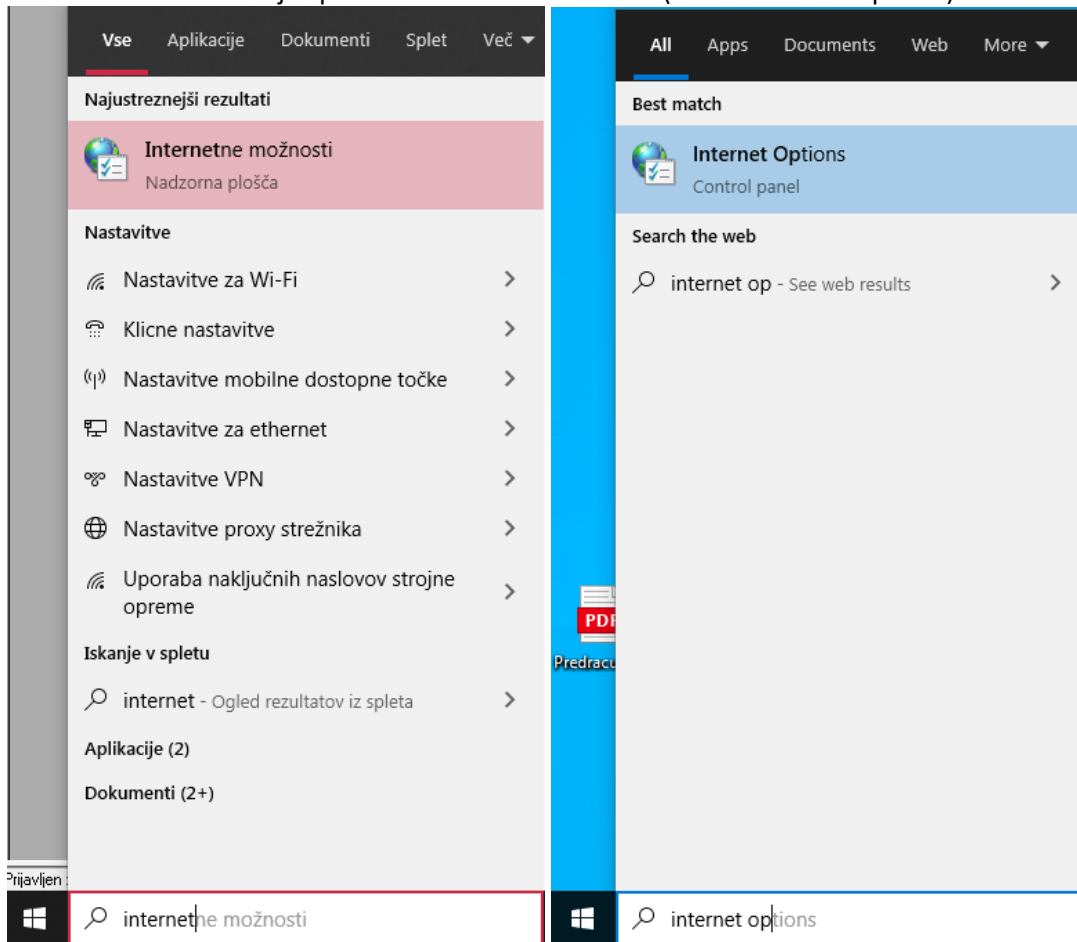 Vse Aplikacije Dokumenti Splet Več
Najustreznejši rezultati
Internetne možnosti
Nadzorna plošča
Nastavitve
Nastavitve za Wi-Fi
Klicne nastavitve
Nastavitve mobilne dostopne točke
Nastavitve za ethernet
Nastavitve VPN
Nastavitve proxy strežnika
Uporaba naključnih naslovov strojne
opreme
Iskanje v spletu
internet - Ogled rezultatov iz spleta
Aplikacije (2)
Dokumenti (2+)
Prijavljen :
internetne možnosti
All Apps Documents Web More
Best match
Internet Options
Control panel
Search the web
internet op - See web results
PDF
Predracu
internet options